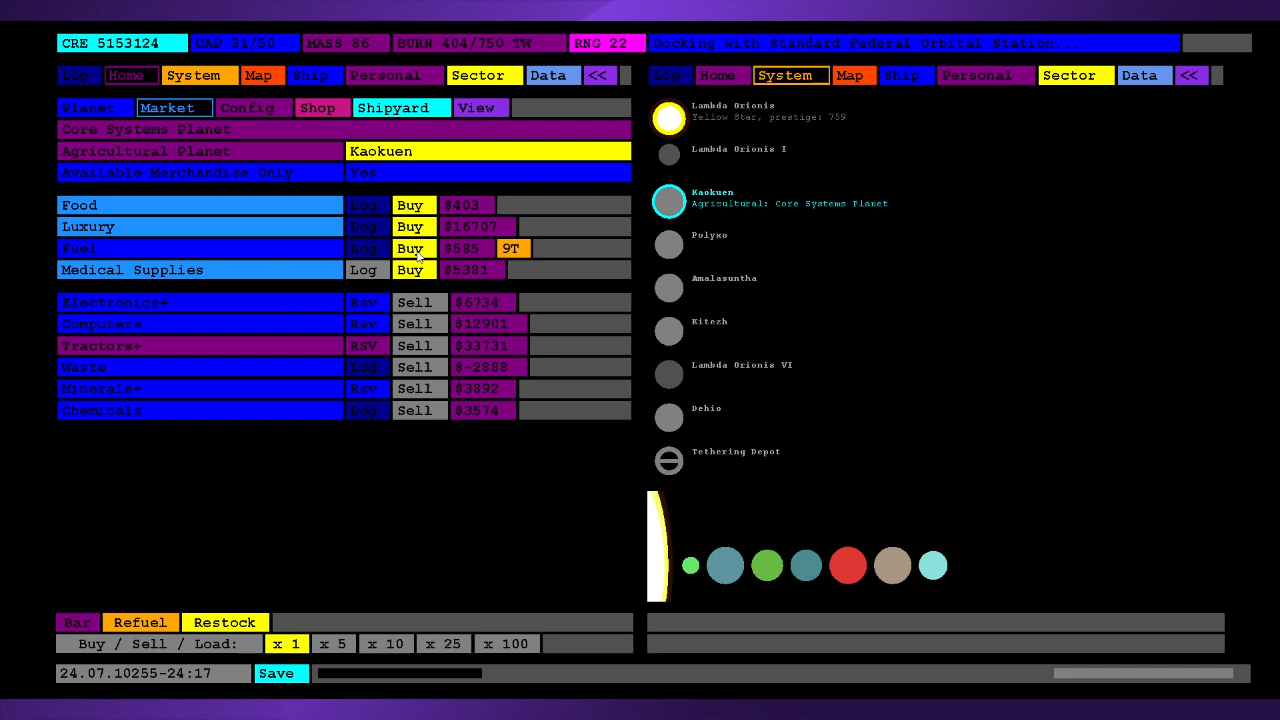 CRE 5153124 CAP 31/50 MASS 86 BURN 404/750 TW RNG 22 Docking with Standard Federal Orbital Station...
Log Home System Map Ship Personal Sector Data << Log Home System Map Ship Personal Sector Data <<
Planet Market Config Shop Shipyard View
Core Systems Planet
Agricultural Planet Kaokuen
Available Merchandise Only Yes
Food Log Buy $403
Luxury Log Buy $16707
Fuel Log Buy $585 9T
Medical Supplies Log Buy $5381
Electronics+ Rsv Sell $6734
Computers Rsv Sell $12901
Tractors+ RSV Sell $33731
Waste Log Sell $-2888
Minerals+ Rsv Sell $3892
Chemicals Log Sell $3574
Lambda Orionis
Yellow Star, prestige: 759
Lambda Orionis I
Kaokuen
Agricultural: Core Systems Planet
Polyxo
Amalasuntha
Kitezh
Lambda Orionis VI
Dehio
Tethering Depot
Bar Refuel Restock
Buy / Sell / Load: x 1 x 5 x 10 x 25 x 100
24.07.10255-24:17 Save